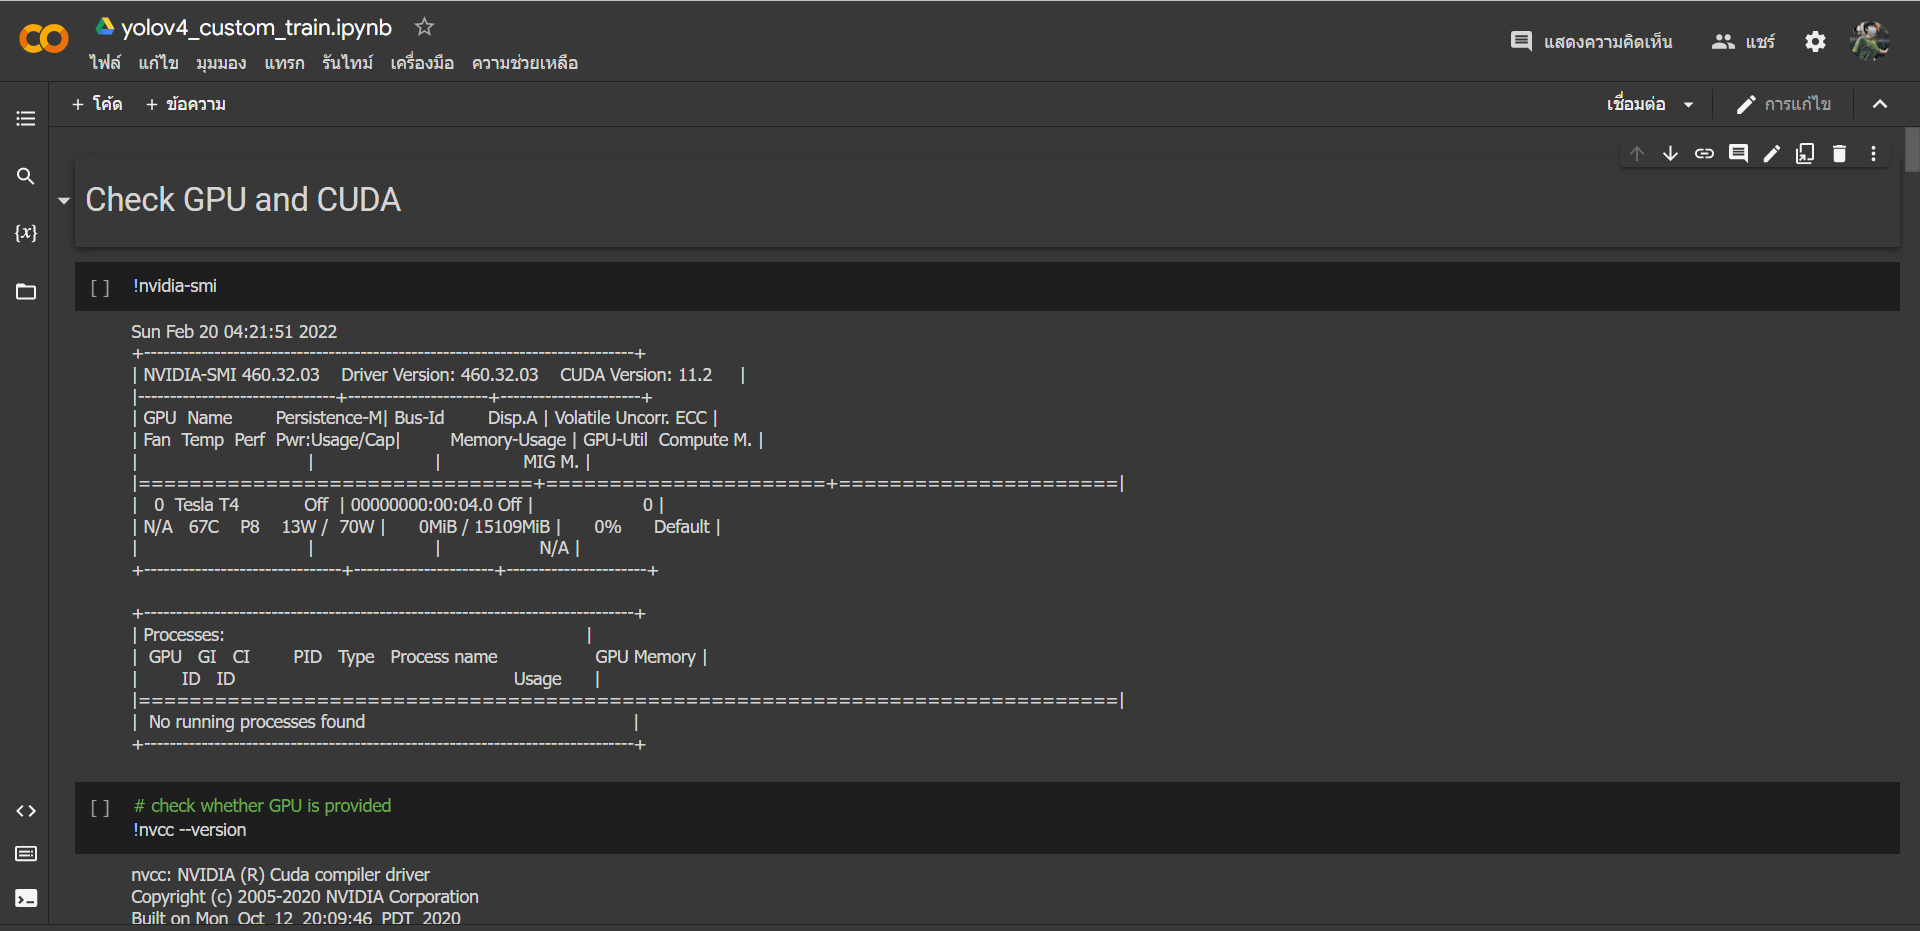 yolov4_custom_train.ipynb
ไฟล์ แก้ไข มุมมอง แทรก รันไทม์ เครื่องมือ ความช่วยเหลือ
แสดงความคิดเห็น แชร์
+ โค้ด + ข้อความ
เชื่อมต่อ การแก้ไข
Check GPU and CUDA
{x}
[ ] !nvidia-smi
Sun Feb 20 04:21:51 2022
+-----------------------------------------------------------------------------+
| NVIDIA-SMI 460.32.03    Driver Version: 460.32.03    CUDA Version: 11.2     |
|-------------------------------+----------------------+----------------------+
| GPU  Name        Persistence-M| Bus-Id        Disp.A | Volatile Uncorr. ECC |
| Fan  Temp  Perf  Pwr:Usage/Cap|         Memory-Usage | GPU-Util  Compute M. |
|                               |                      |               MIG M. |
|===============================+======================+======================|
|   0  Tesla T4            Off  | 00000000:00:04.0 Off |                    0 |
| N/A   67C    P8    13W /  70W |      0MiB / 15109MiB |      0%      Default |
|                               |                      |                  N/A |
+-------------------------------+----------------------+----------------------+
+-----------------------------------------------------------------------------+
| Processes:                                                                  |
|  GPU   GI   CI        PID   Type   Process name                  GPU Memory |
|        ID   ID                                                   Usage      |
|=============================================================================|
|  No running processes found                                                 |
+-----------------------------------------------------------------------------+
[ ] # check whether GPU is provided
!nvcc --version
nvcc: NVIDIA (R) Cuda compiler driver
Copyright (c) 2005-2020 NVIDIA Corporation
Built on Mon_Oct_12_20:09:46_PDT_2020